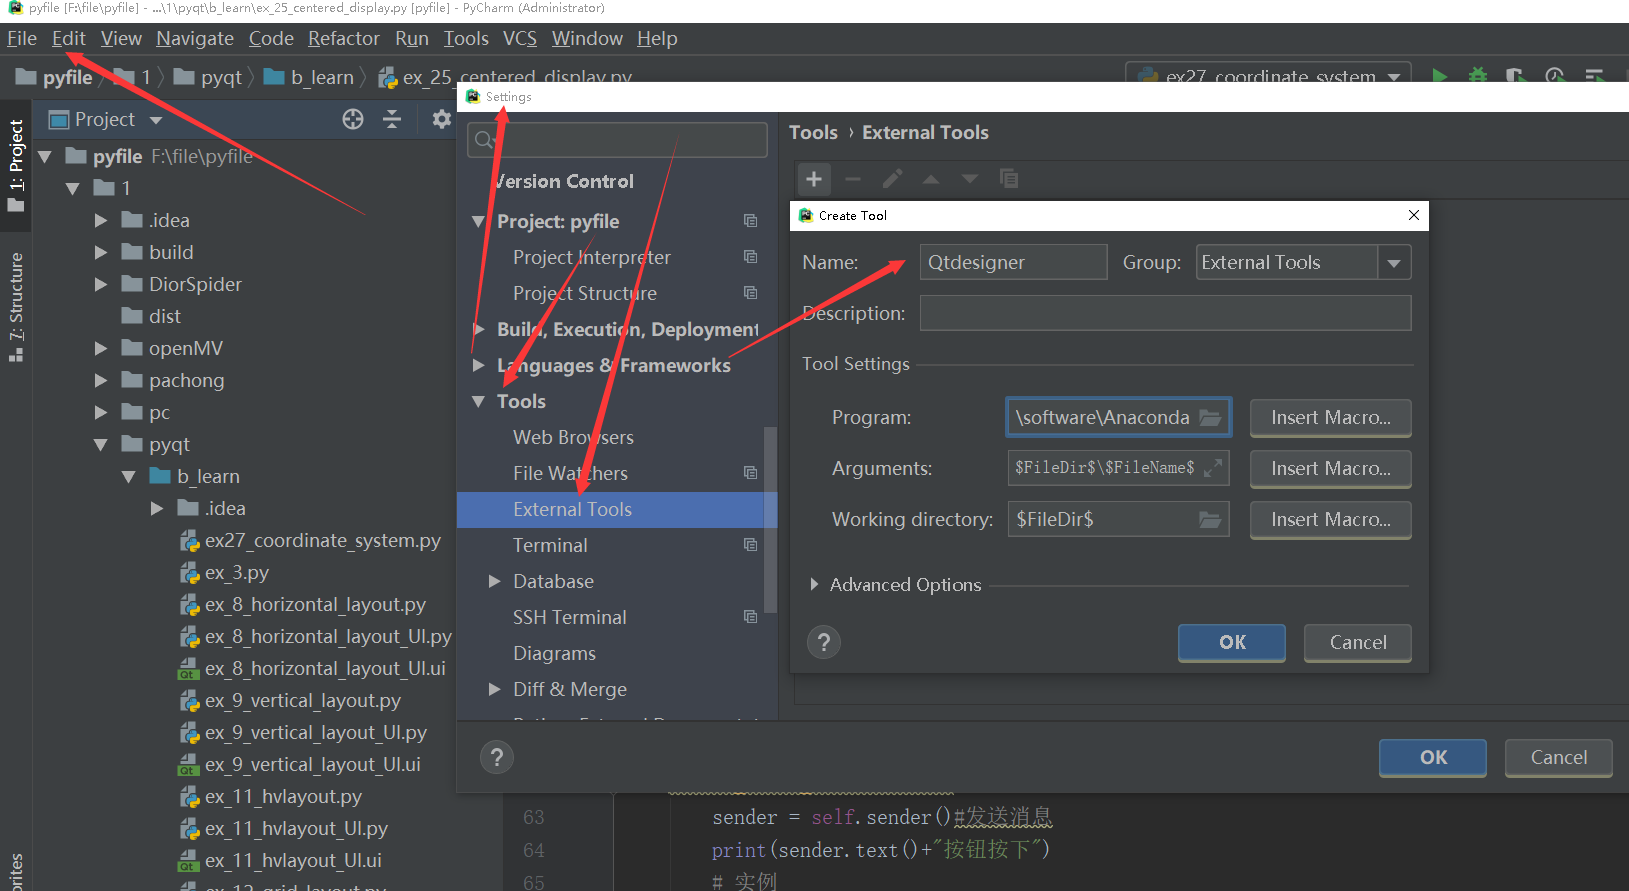 pyfile [F:\file\pyfile] - ...\1\pyqt\b_learn\ex_25_centered_display.py [pyfile] - PyCharm (Administrator)
File Edit View Navigate Code Refactor Run Tools VCS Window Help
pyfile 1 pyqt b_learn ex_25_centered_display.py
ex27_coordinate_system
1: Project
7: Structure
Project
pyfile F:\file\pyfile
1
.idea
build
DiorSpider
dist
openMV
pachong
pc
pyqt
b_learn
.idea
ex27_coordinate_system.py
ex_3.py
ex_8_horizontal_layout.py
ex_8_horizontal_layout_UI.py
ex_8_horizontal_layout_UI.ui
ex_9_vertical_layout.py
ex_9_vertical_layout_UI.py
ex_9_vertical_layout_UI.ui
ex_11_hvlayout.py
ex_11_hvlayout_UI.py
ex_11_hvlayout_UI.ui
Settings
Version Control
Project: pyfile
Project Interpreter
Project Structure
Build, Execution, Deployment
Languages & Frameworks
Tools
Web Browsers
File Watchers
External Tools
Terminal
Database
SSH Terminal
Diagrams
Diff & Merge
Tools › External Tools
Create Tool
Name: Qtdesigner Group: External Tools
Description:
Tool Settings
Program: \software\Anaconda Insert Macro...
Arguments: $FileDir$\$FileName$ Insert Macro...
Working directory: $FileDir$ Insert Macro...
Advanced Options
? OK Cancel
? OK Cancel
63 sender = self.sender()#发送消息
64 print(sender.text()+"按钮按下")
65 # 实例